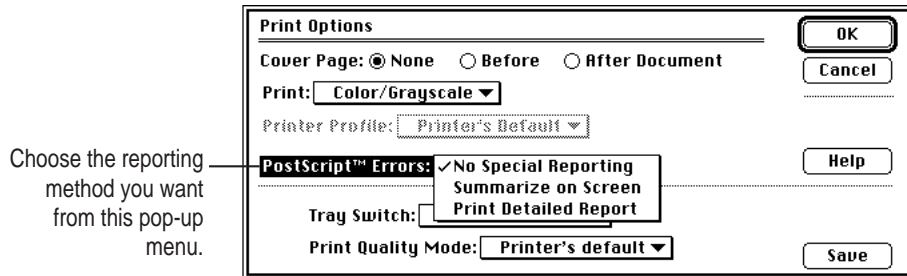 Print Options
OK
Cover Page: None Before After Document
Cancel
Print: Color/Grayscale
Printer Profile: Printer's Default
Choose the reporting
method you want
from this pop-up
menu.
PostScript™ Errors: ✓No Special Reporting
Summarize on Screen
Print Detailed Report
Help
Tray Switch:
Print Quality Mode: Printer's default
Save